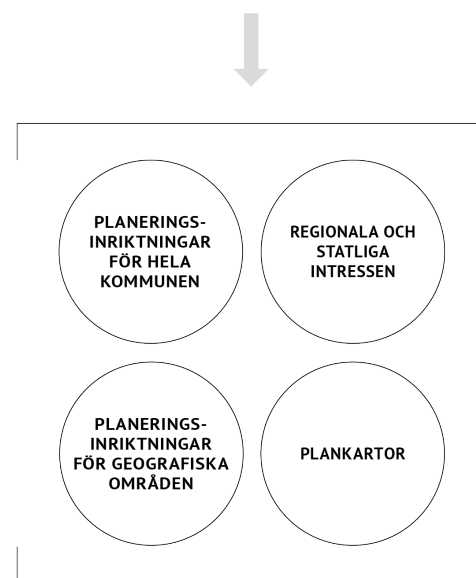 PLANERINGS-
INRIKTNINGAR
FÖR HELA
KOMMUNEN
REGIONALA OCH
STATLIGA
INTRESSEN
PLANERINGS-
INRIKTNINGAR
FÖR GEOGRAFISKA
OMRÅDEN
PLANKARTOR